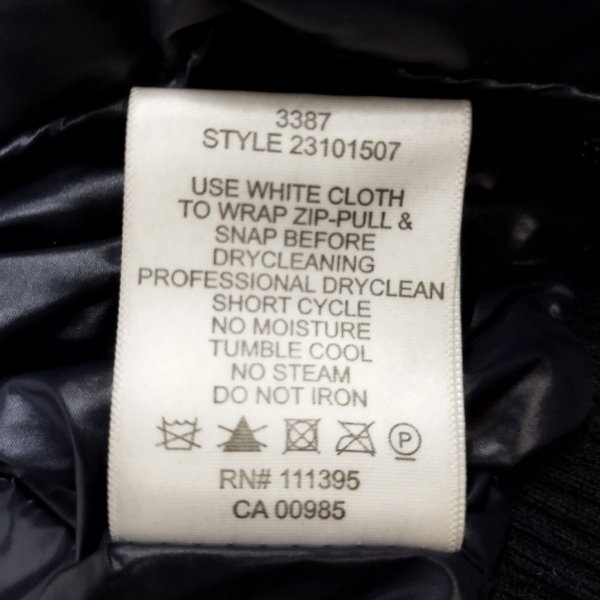 3387
STYLE 23101507
USE WHITE CLOTH
TO WRAP ZIP-PULL &
SNAP BEFORE
DRYCLEANING
PROFESSIONAL DRYCLEAN
SHORT CYCLE
NO MOISTURE
TUMBLE COOL
NO STEAM
DO NOT IRON
P
RN# 111395
CA 00985